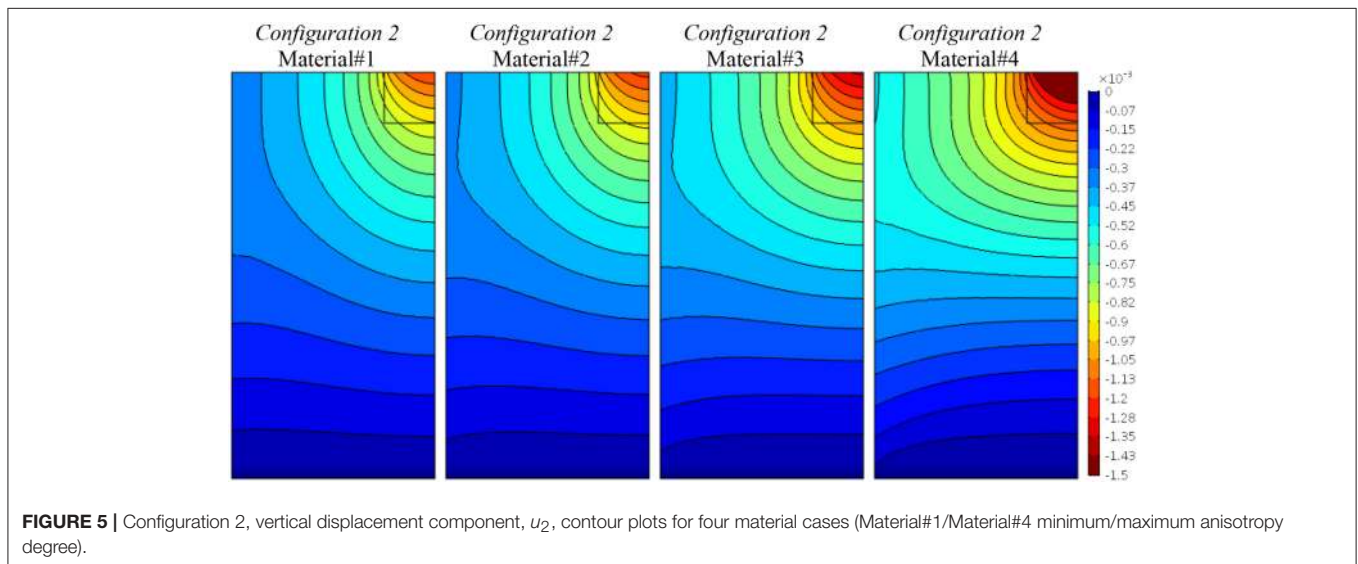 Configuration 2
Material#1
Configuration 2
Material#2
Configuration 2
Material#3
Configuration 2
Material#4
×10⁻³
0
-0.07
-0.15
-0.22
-0.3
-0.37
-0.45
-0.52
-0.6
-0.67
-0.75
-0.82
-0.9
-0.97
-1.05
-1.13
-1.2
-1.28
-1.35
-1.43
-1.5
FIGURE 5 | Configuration 2, vertical displacement component, u₂, contour plots for four material cases (Material#1/Material#4 minimum/maximum anisotropy
degree).